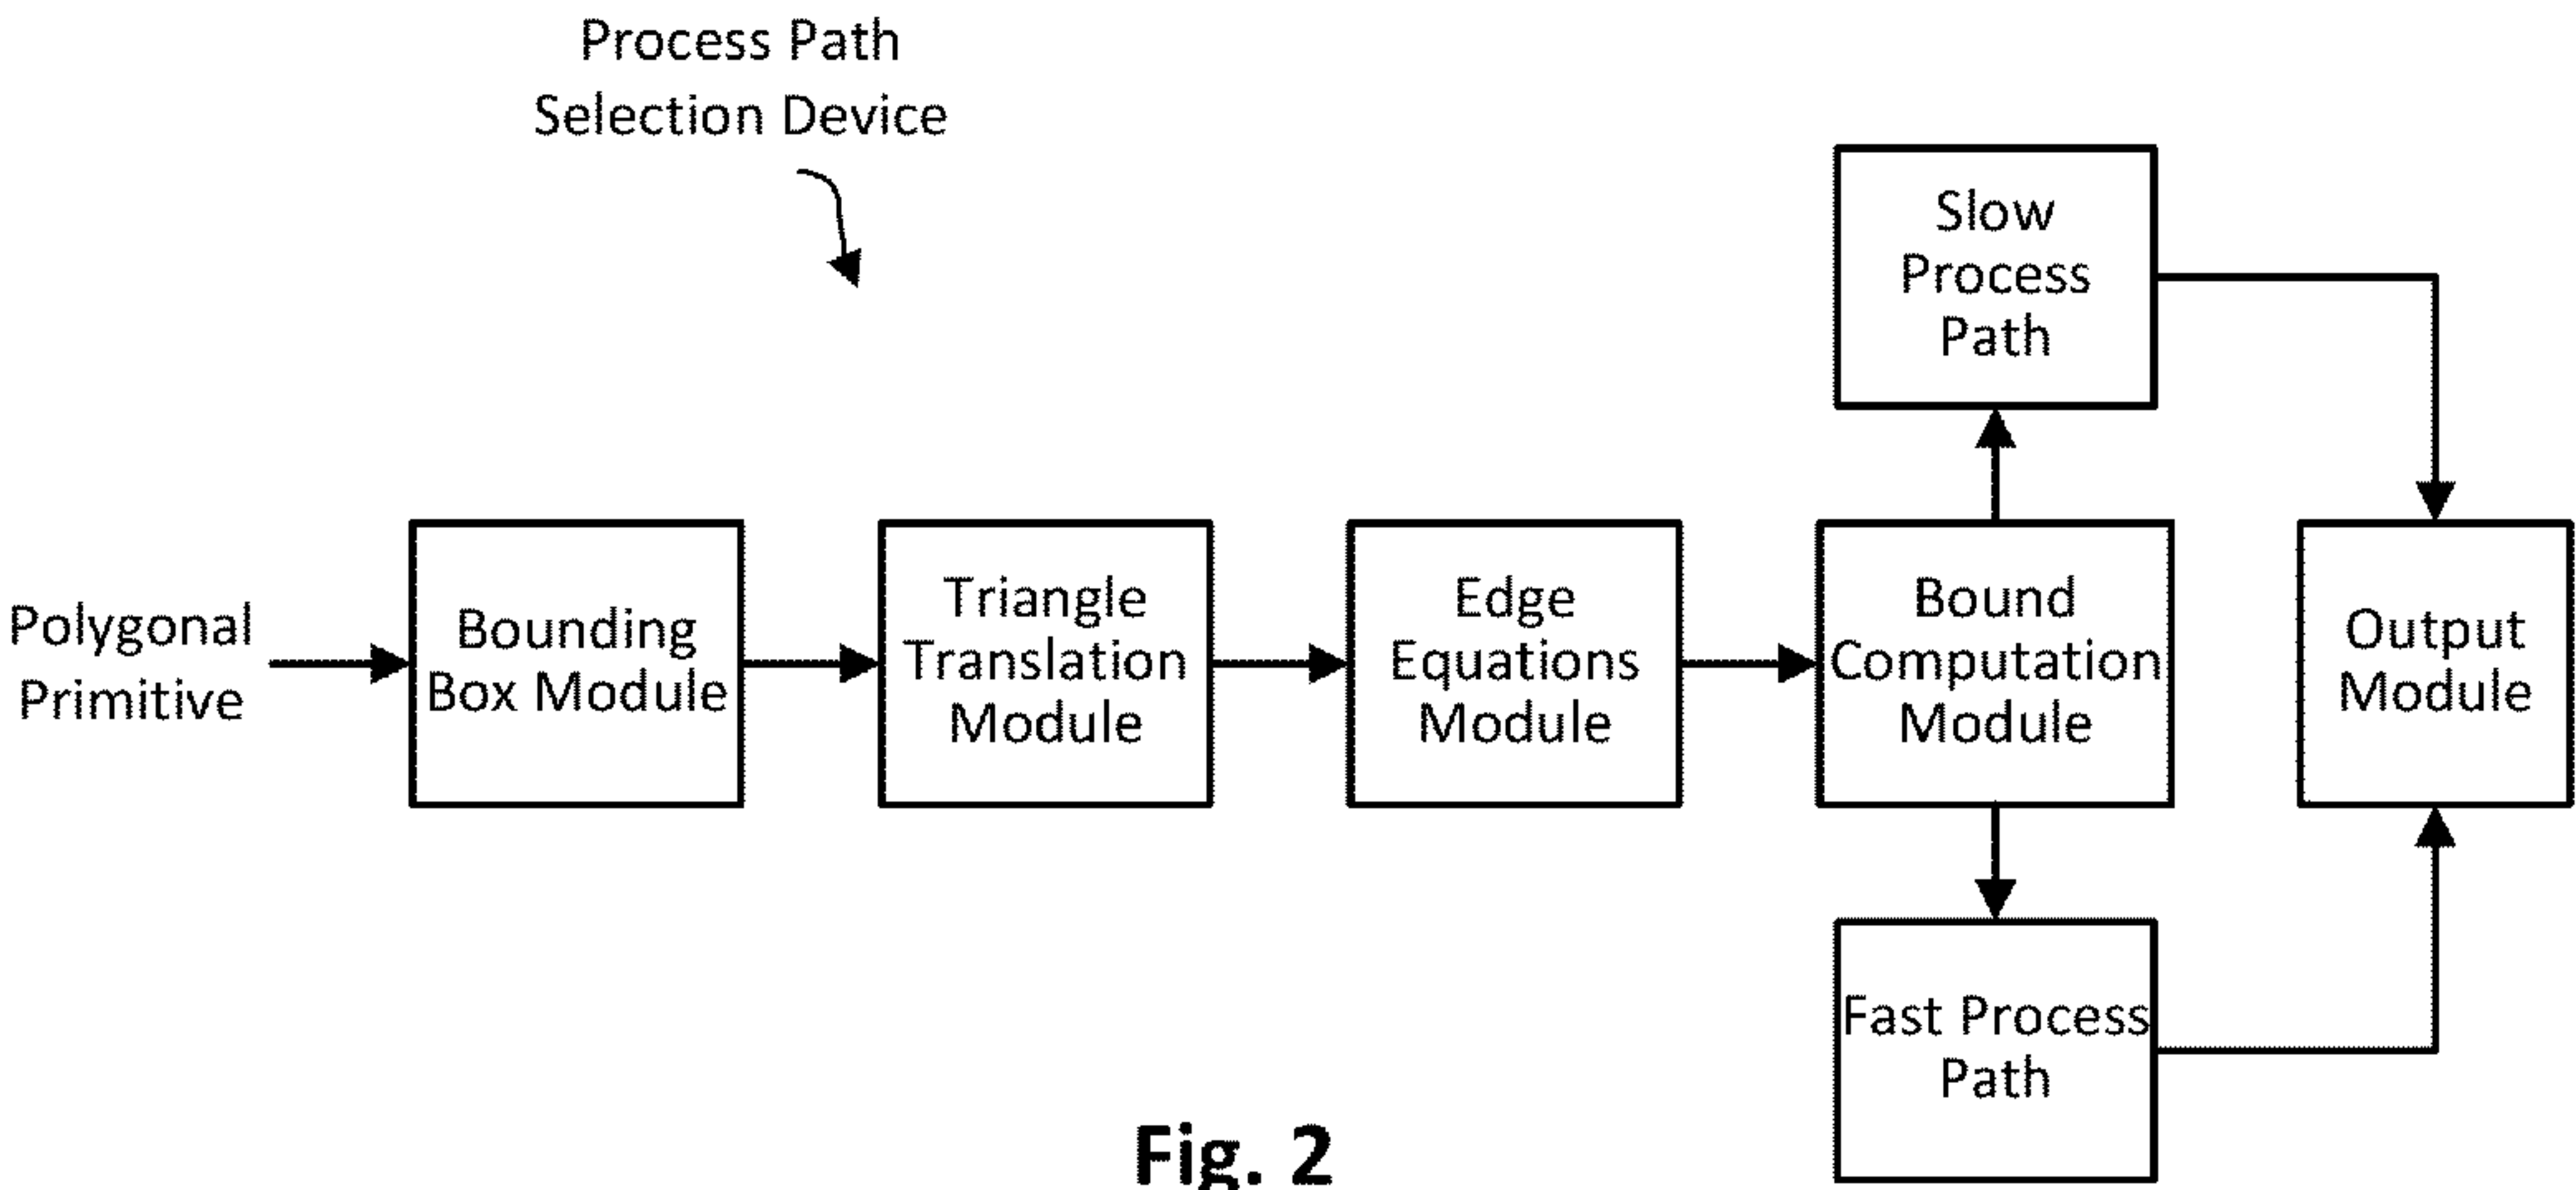 Process Path
Selection Device
Slow
Process
Path
Polygonal
Primitive
Bounding
Box Module
Triangle
Translation
Module
Edge
Equations
Module
Bound
Computation
Module
Output
Module
Fast Process
Path
Fig. 2